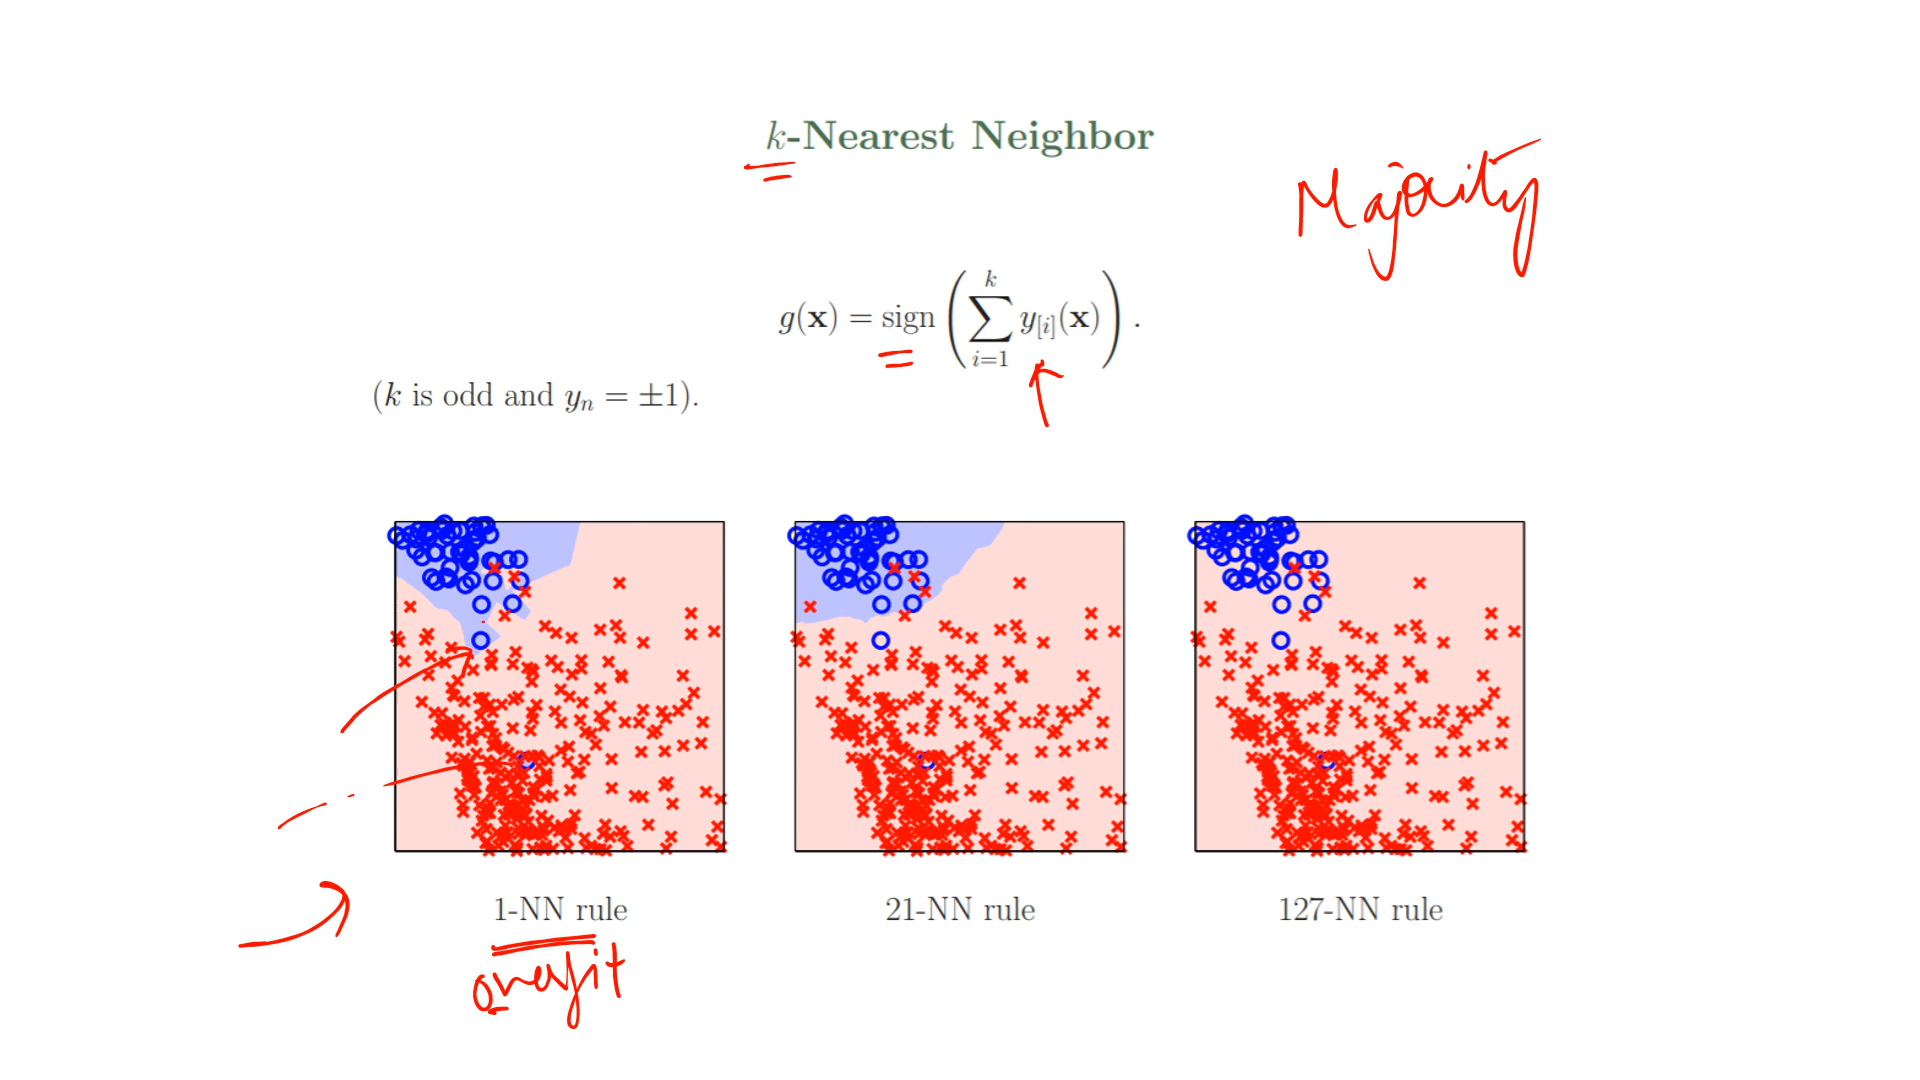 k-Nearest Neighbor
Majority
g(x) = sign ( \sum_{i=1}^{k} y_{[i]}(x) ) .
(k is odd and y_n = ±1).
1-NN rule 21-NN rule 127-NN rule
overfit